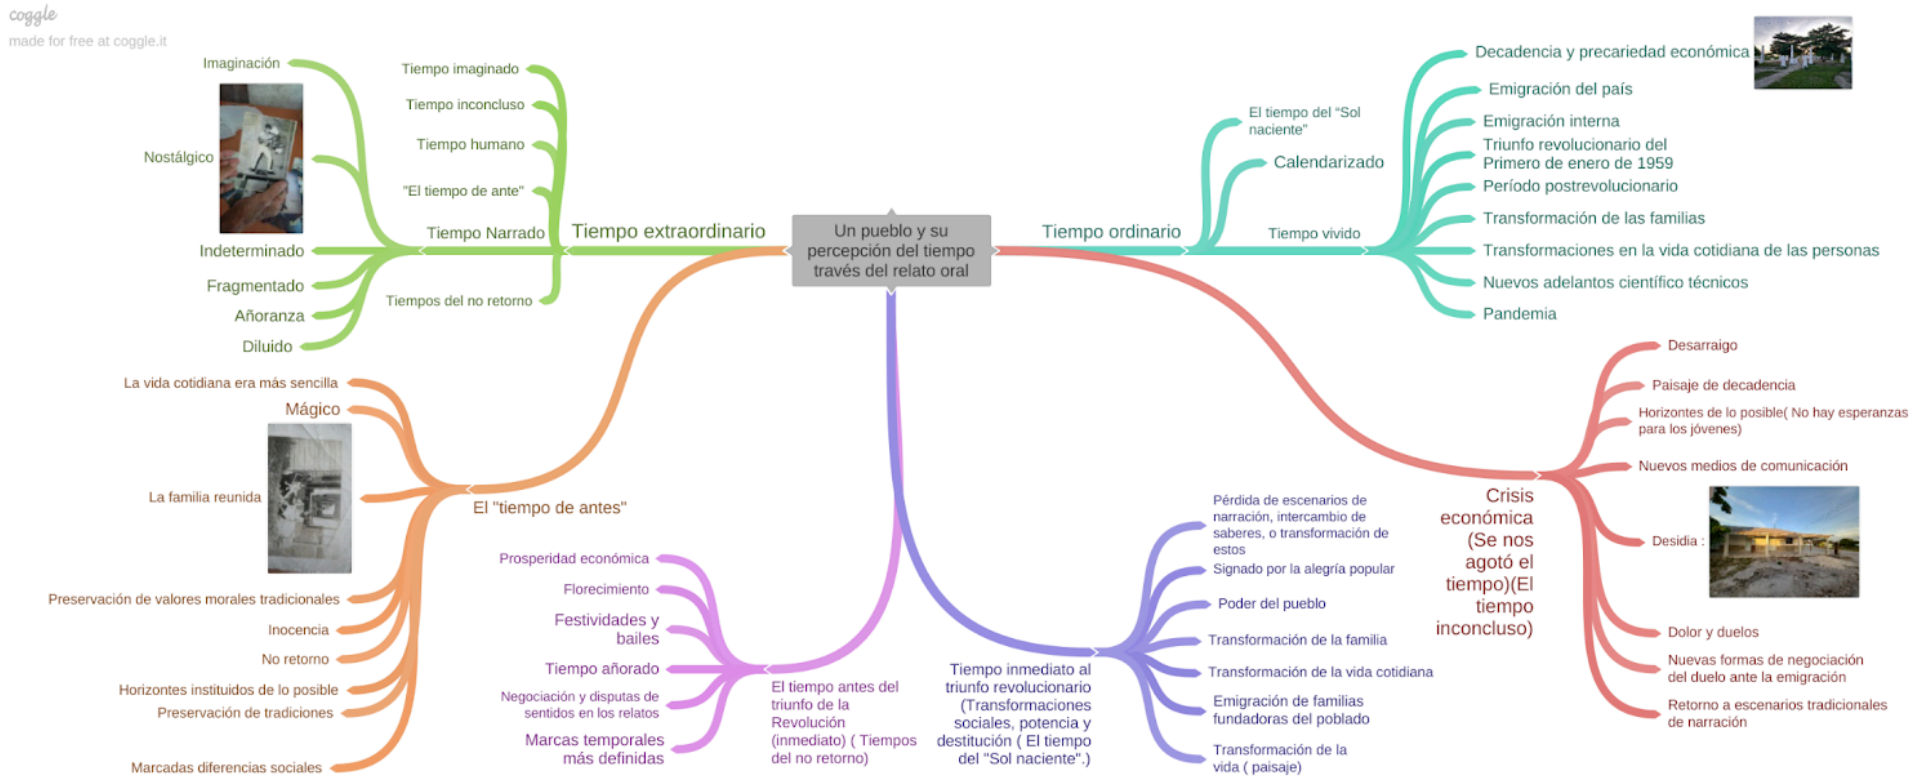 coggle
made for free at coggle.it
Un pueblo y su
percepción del tiempo
través del relato oral
Tiempo extraordinario
Tiempo imaginado
Tiempo inconcluso
Tiempo humano
"El tiempo de ante"
Tiempo Narrado
Tiempos del no retorno
Imaginación
Nostálgico
Indeterminado
Fragmentado
Añoranza
Diluido
Tiempo ordinario
El tiempo del “Sol
naciente”
Calendarizado
Tiempo vivido
Decadencia y precariedad económica
Emigración del país
Emigración interna
Triunfo revolucionario del
Primero de enero de 1959
Período postrevolucionario
Transformación de las familias
Transformaciones en la vida cotidiana de las personas
Nuevos adelantos científico técnicos
Pandemia
El "tiempo de antes"
La vida cotidiana era más sencilla
Mágico
La familia reunida
Preservación de valores morales tradicionales
Inocencia
No retorno
Horizontes instituidos de lo posible
Preservación de tradiciones
Marcadas diferencias sociales
El tiempo antes del
triunfo de la
Revolución
(inmediato) ( Tiempos
del no retorno)
Prosperidad económica
Florecimiento
Festividades y
bailes
Tiempo añorado
Negociación y disputas de
sentidos en los relatos
Marcas temporales
más definidas
Tiempo inmediato al
triunfo revolucionario
(Transformaciones
sociales, potencia y
destitución ( El tiempo
del "Sol naciente".)
Pérdida de escenarios de
narración, intercambio de
saberes, o transformación de
estos
Signado por la alegría popular
Poder del pueblo
Transformación de la familia
Transformación de la vida cotidiana
Emigración de familias
fundadoras del poblado
Transformación de la
vida ( paisaje)
Crisis
económica
(Se nos
agotó el
tiempo)(El
tiempo
inconcluso)
Desarraigo
Paisaje de decadencia
Horizontes de lo posible( No hay esperanzas
para los jóvenes)
Nuevos medios de comunicación
Desidia :
Dolor y duelos
Nuevas formas de negociación
del duelo ante la emigración
Retorno a escenarios tradicionales
de narración